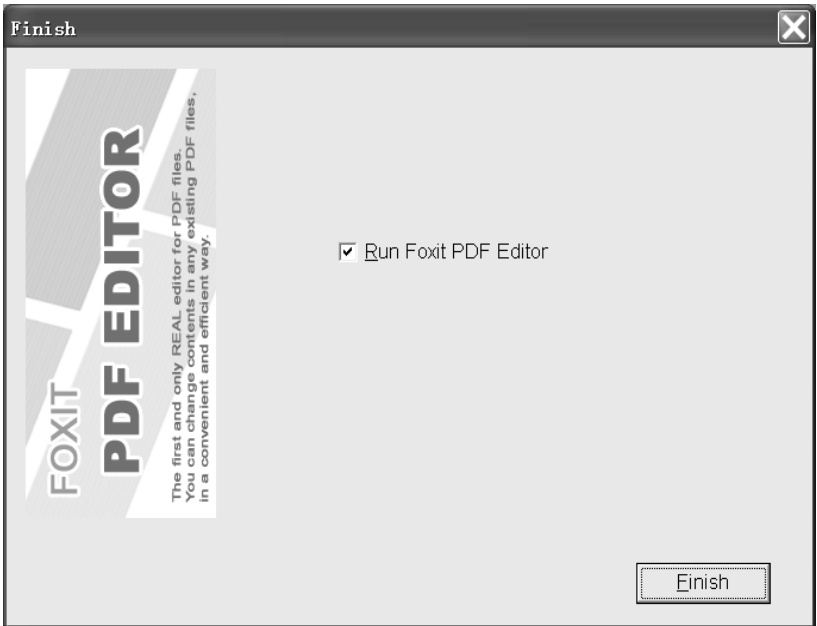 Finish
FOXIT
PDF EDITOR
The first and only REAL editor for PDF files.
You can change contents in any existing PDF files,
in a convenient and efficient way.
Run Foxit PDF Editor
Finish